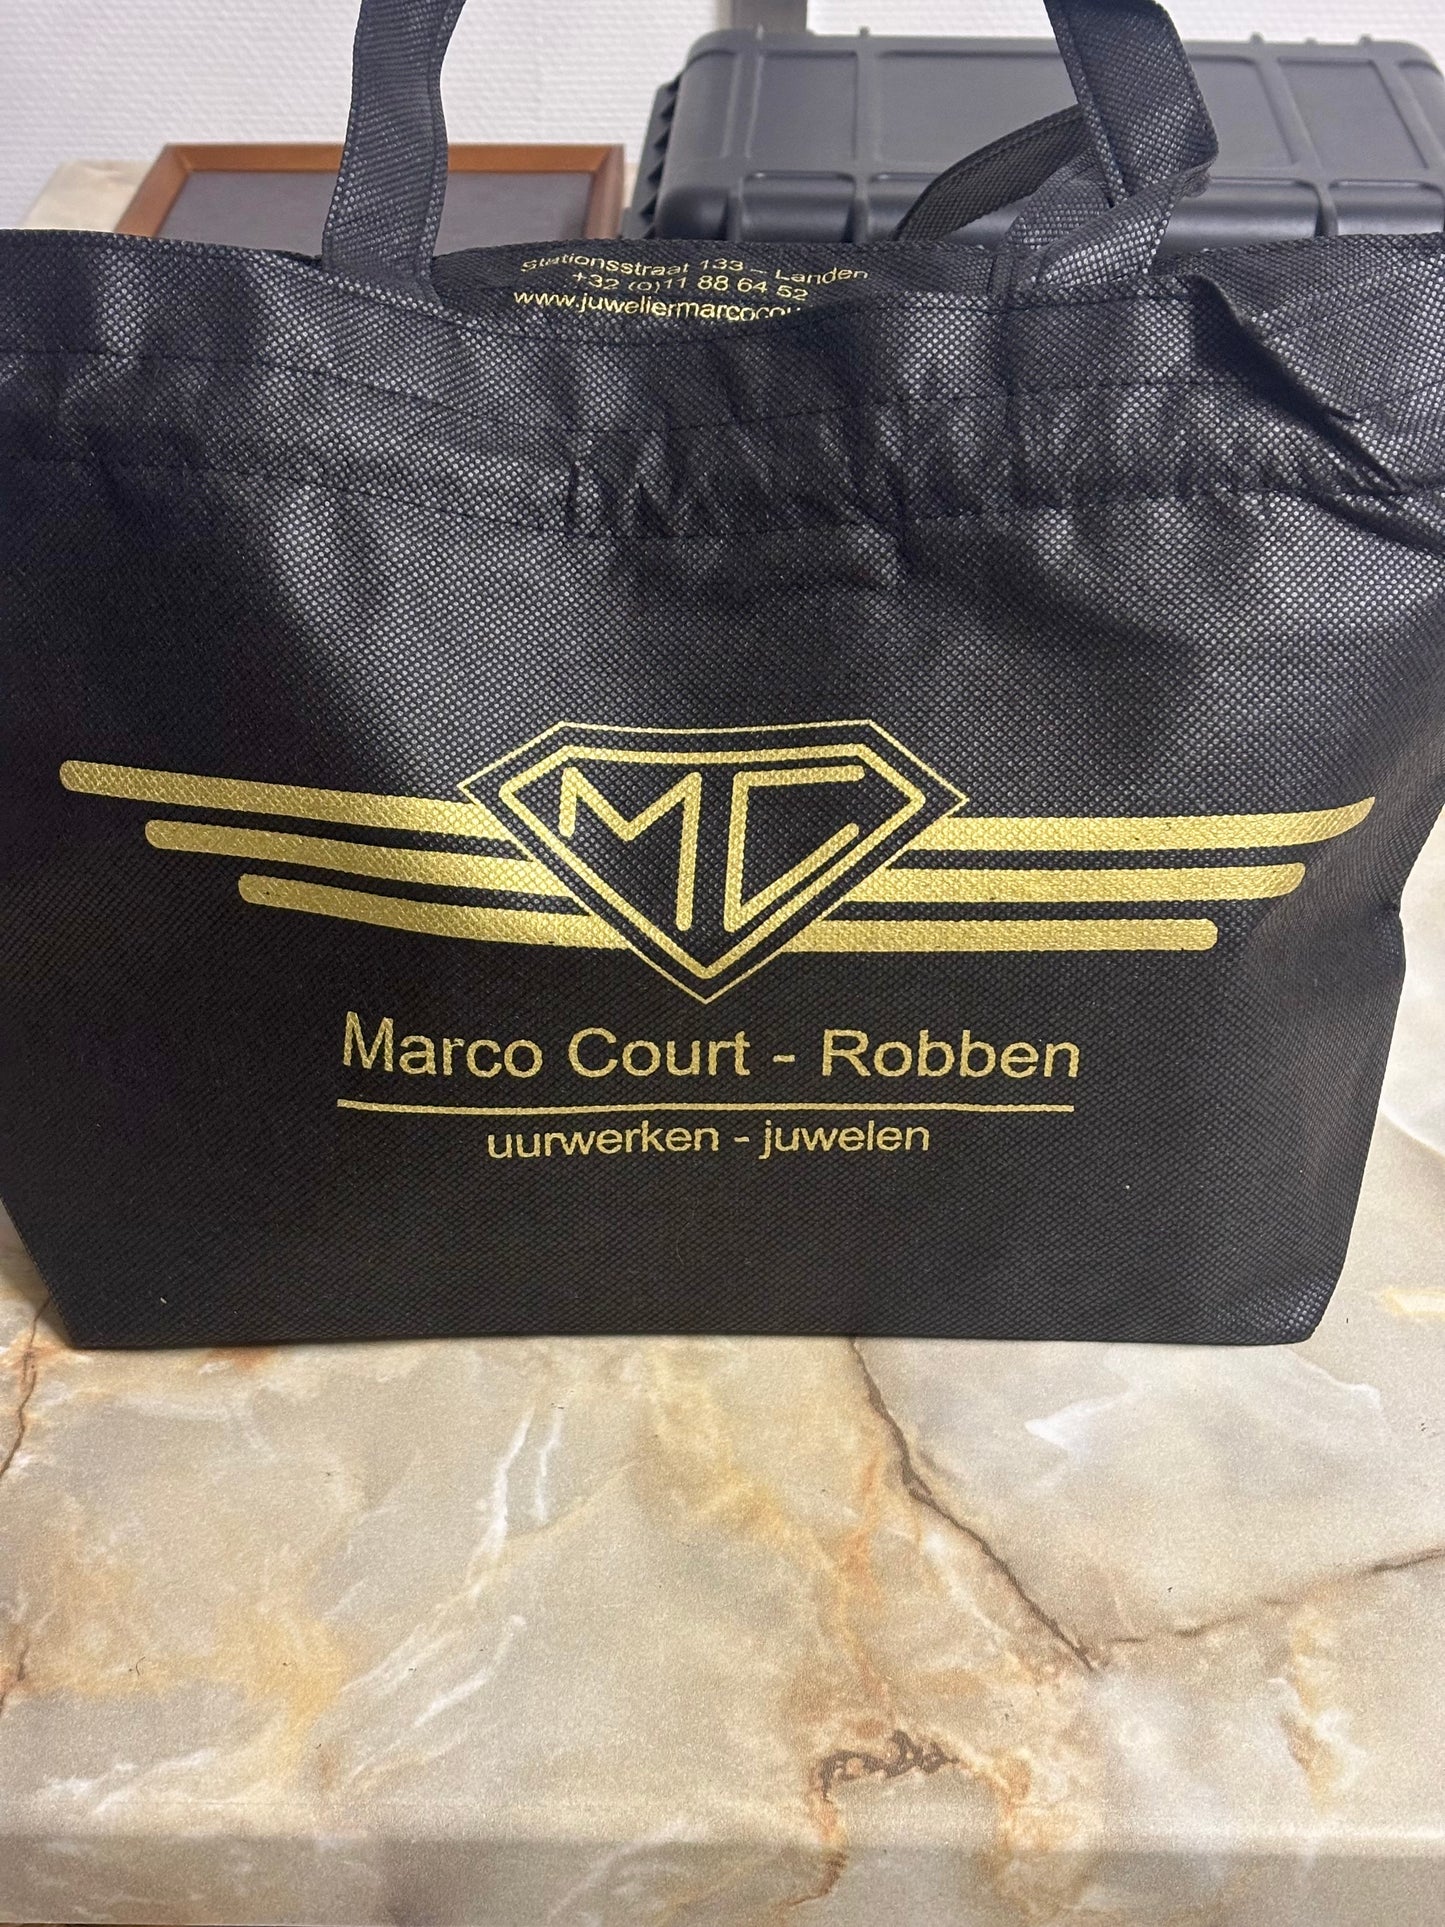 Stationsstraat 133 - Landen
+32 (0)11 88 64 52
MC
Marco Court - Robben
uurwerken - juwelen